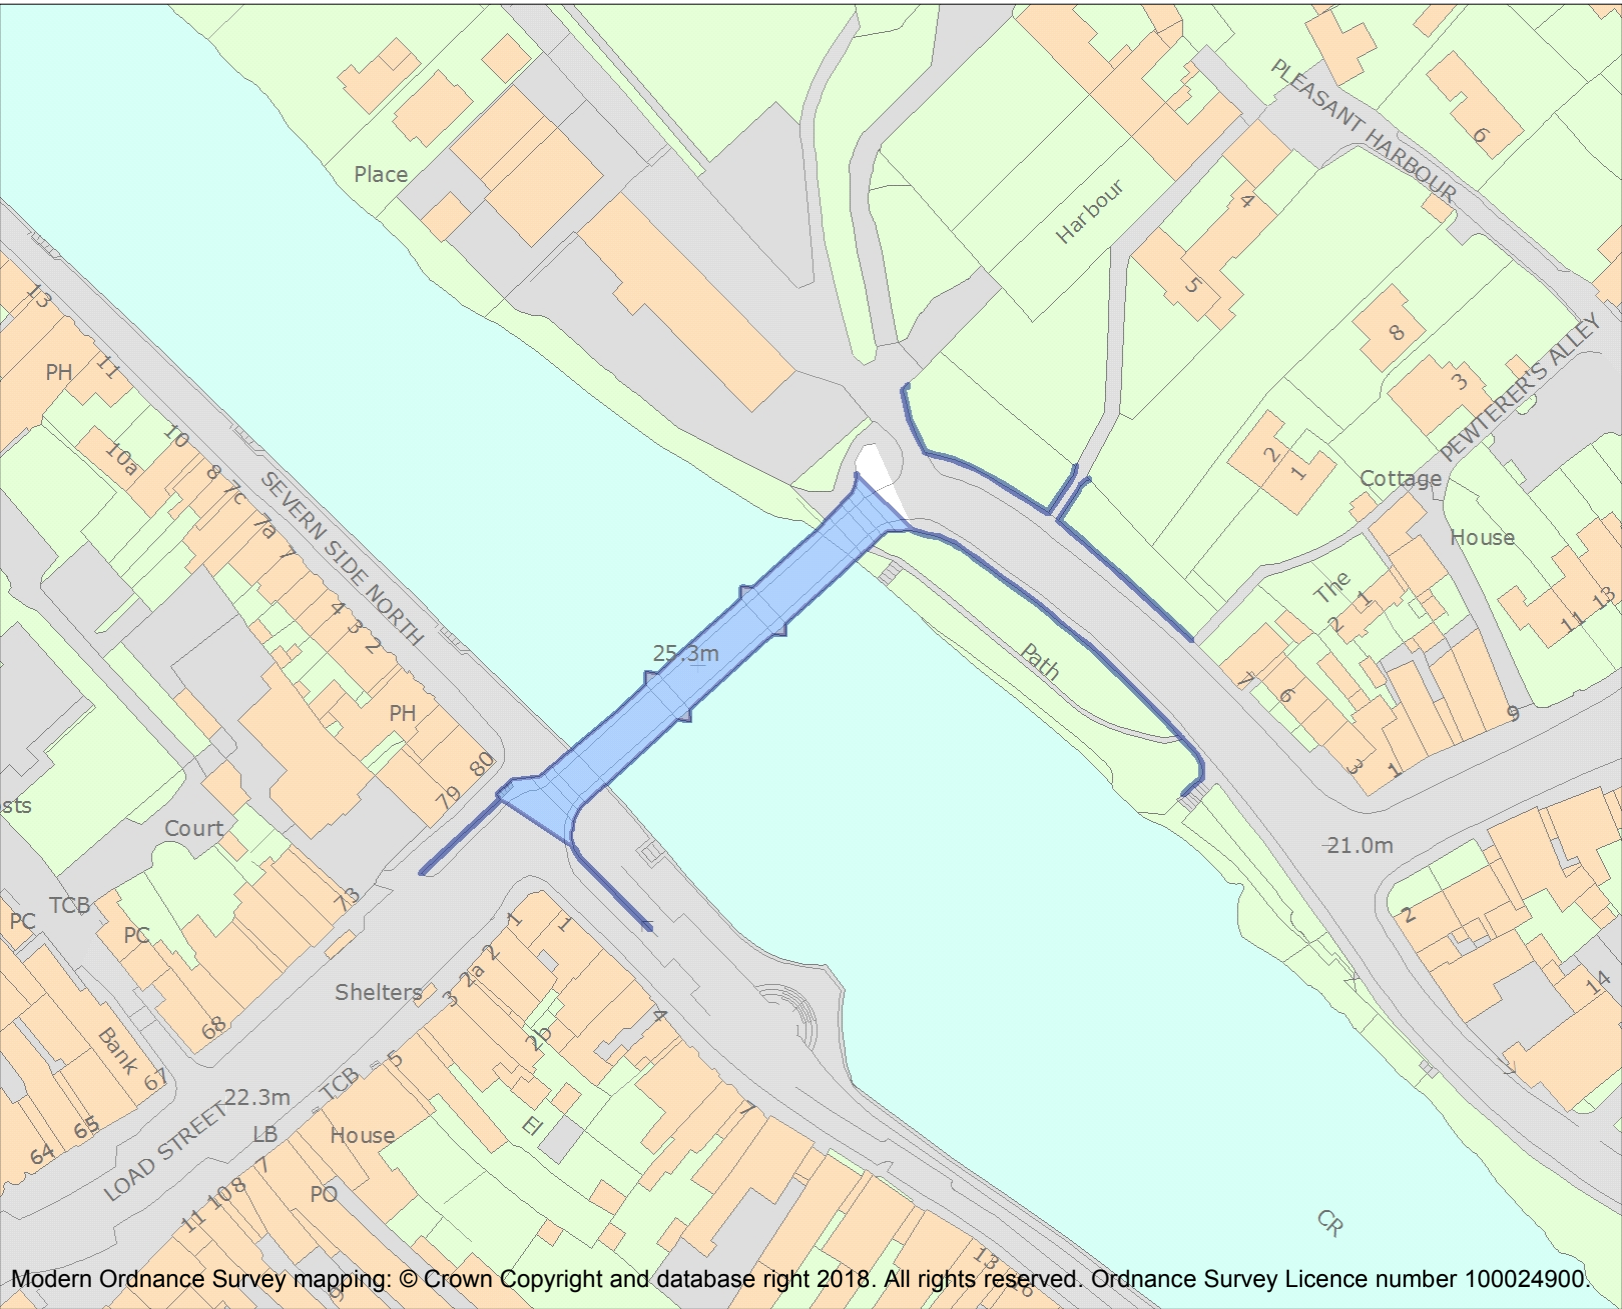 PLEASANT HARBOUR
6
Place
Harbour
4
5
13
PH
11
8
3
PEWTERER'S ALLEY
10
10a
8
7c
7a
7
SEVERN SIDE NORTH
2
1
Cottage
House
The
1
2
11
13
4
3
2
25.3m
Path
7
6
9
3
1
PH
80
79
sts
Court
21.0m
73
TCB
PC
PC
2
1
1
2
2a
3
Shelters
14
4
68
2b
Bank
67
5
TCB
22.3m
LOAD STREET
LB
House
El
7
65
64
7
8
10
11
PO
CR
13
16
9
Modern Ordnance Survey mapping: © Crown Copyright and database right 2018. All rights reserved. Ordnance Survey Licence number 100024900.